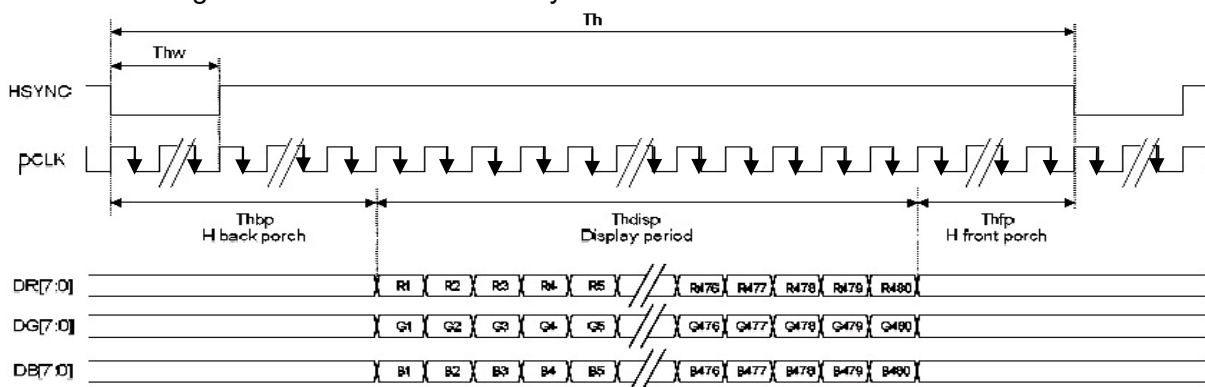 Th
Thw
HSYNC
pCLK
Thbp Thdisp Thfp
H back porch Display period H front porch
DR[7:0] R1 R2 R3 R4 R5 R476 R477 R478 R479 R480
DG[7:0] G1 G2 G3 G4 G5 G476 G477 G478 G479 G480
DB[7:0] B1 B2 B3 B4 B5 B476 B477 B478 B479 B480